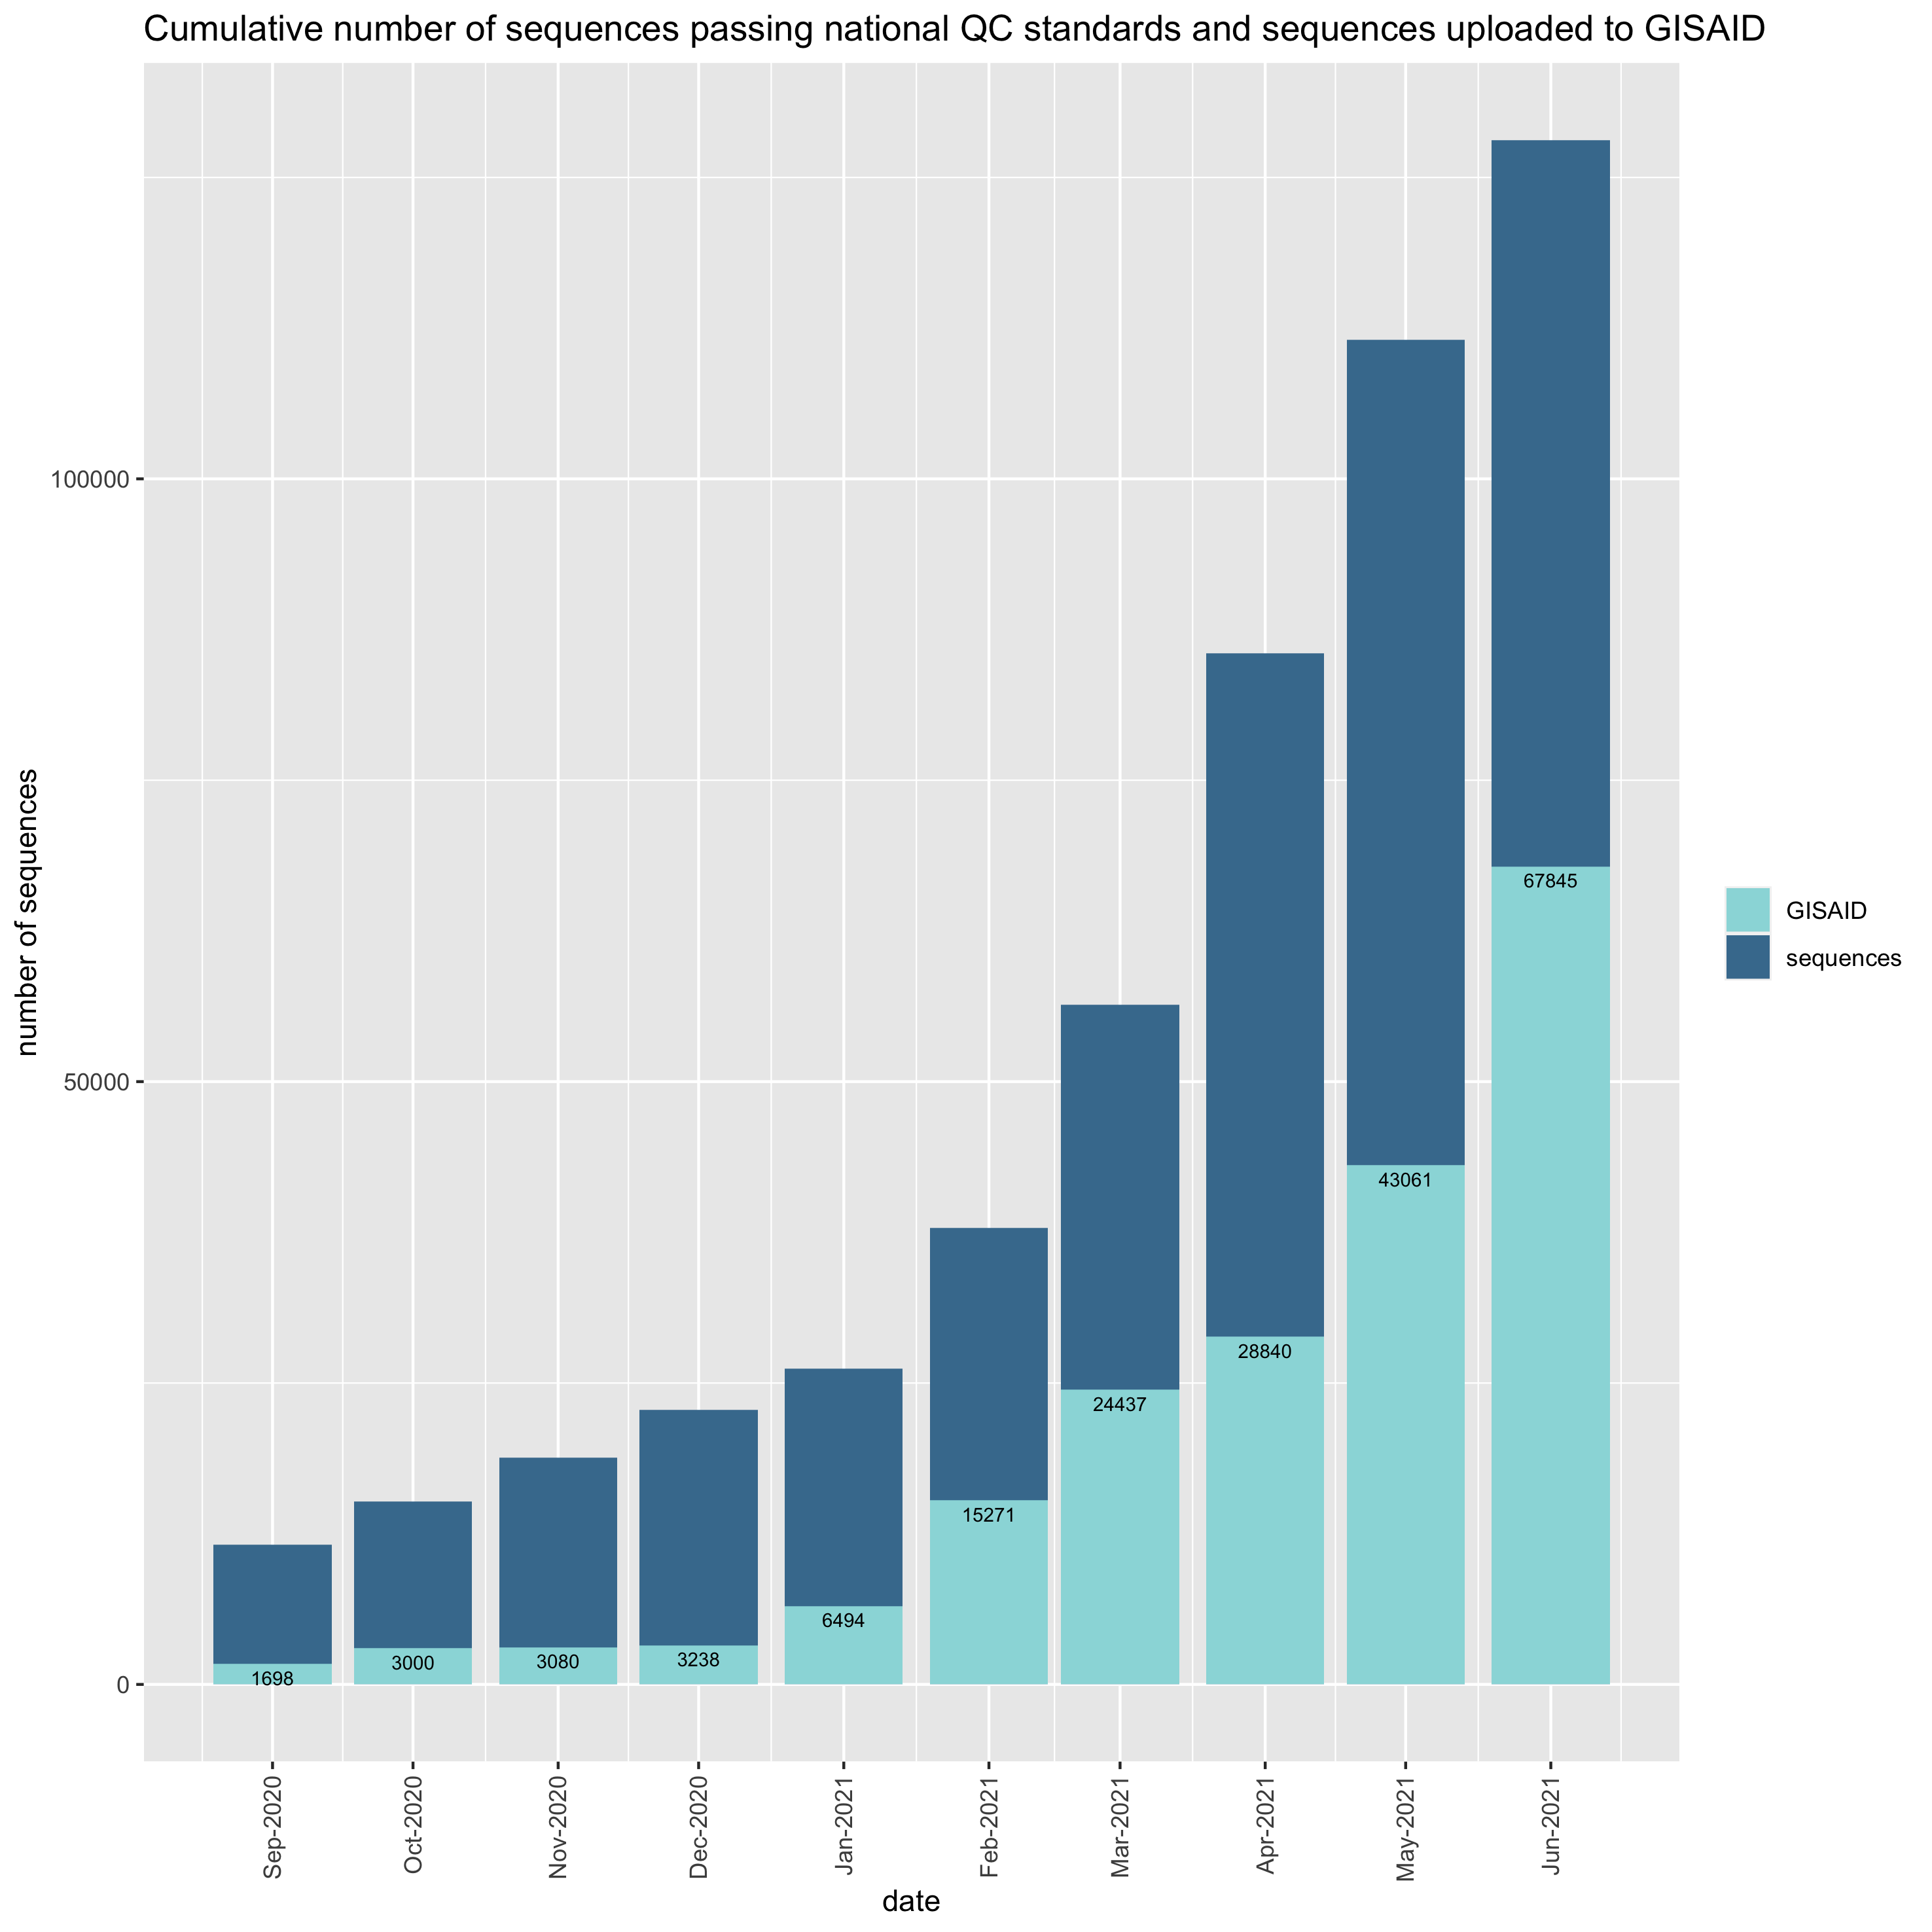 Cumulative number of sequences passing national QC standards and sequences uploaded to GISAID
number of sequences
100000
50000
0
67845
43061
28840
24437
15271
6494
3238
3080
3000
1698
GISAID
sequences
Sep-2020
Oct-2020
Nov-2020
Dec-2020
Jan-2021
Feb-2021
Mar-2021
Apr-2021
May-2021
Jun-2021
date